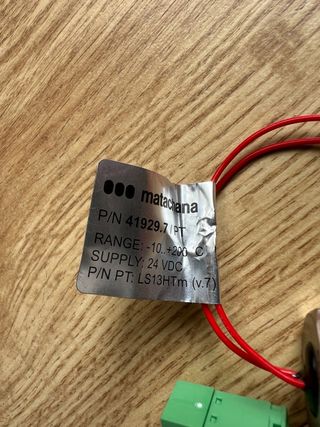 matachana
P/N 41929.7/PT
RANGE: -10..+200 C
SUPPLY: 24 VDC
P/N PT: LS13HTm (v.7)